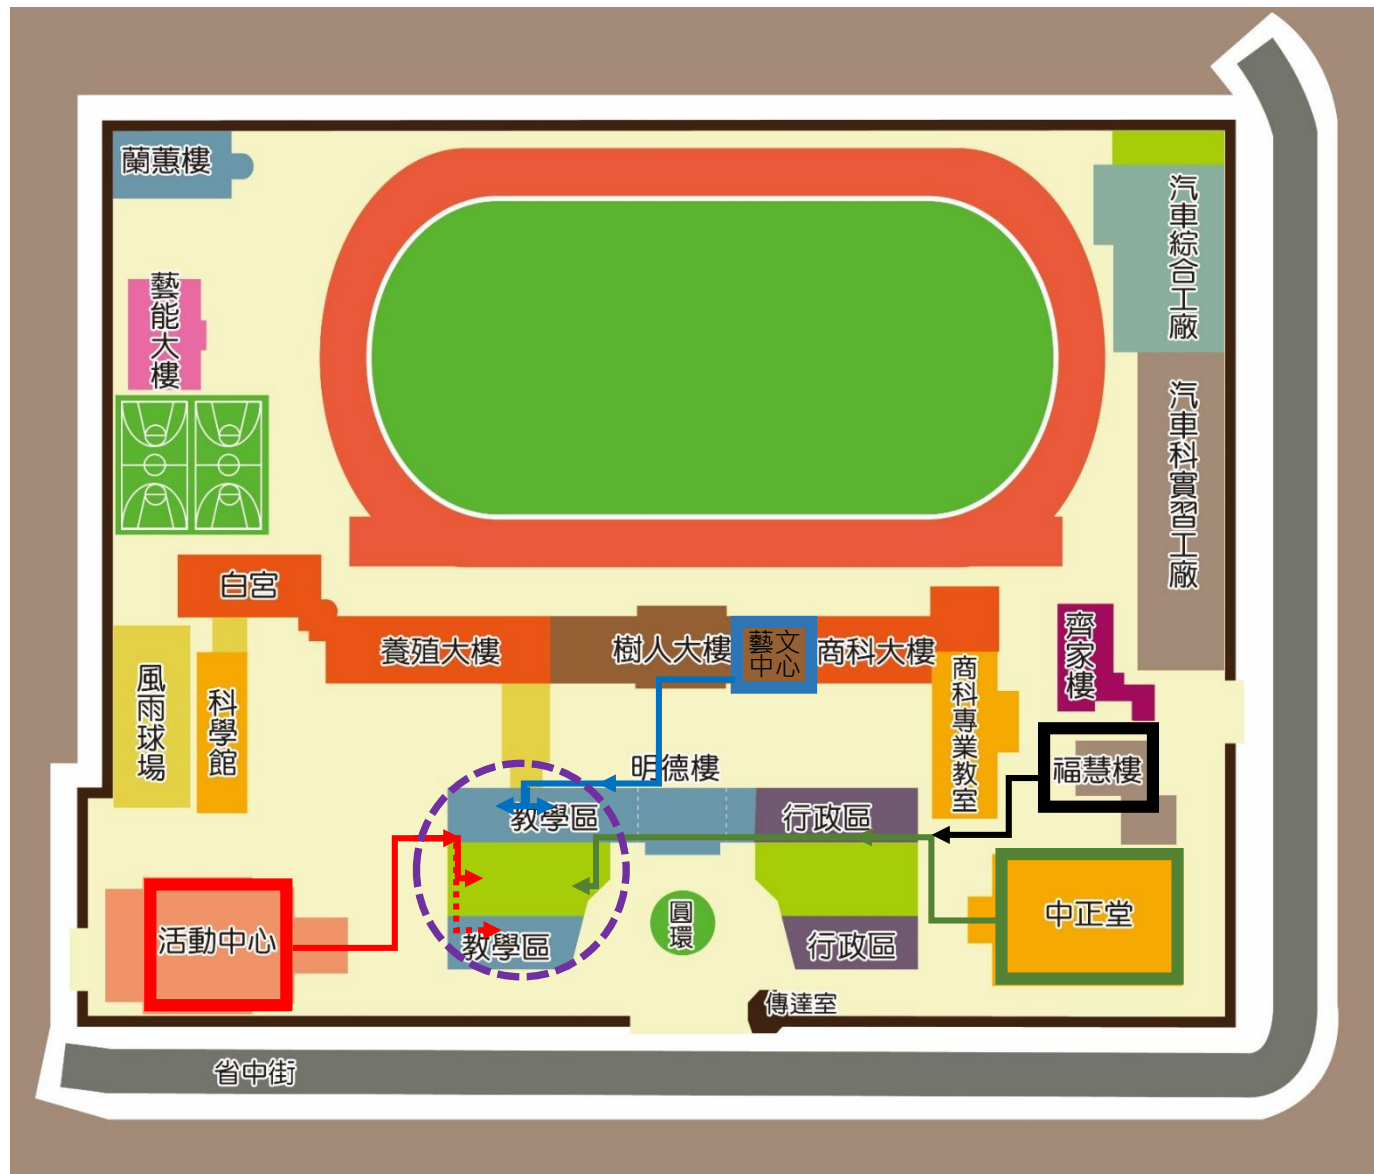 蘭蕙樓
汽車綜合工廠
藝能大樓
汽車科實習工廠
白宮
養殖大樓
樹人大樓
藝文
中心
商科大樓
齊家樓
風雨球場
科學館
商科專業教室
明德樓
福慧樓
教學區
行政區
活動中心
教學區
圓環
行政區
中正堂
傳達室
省中街